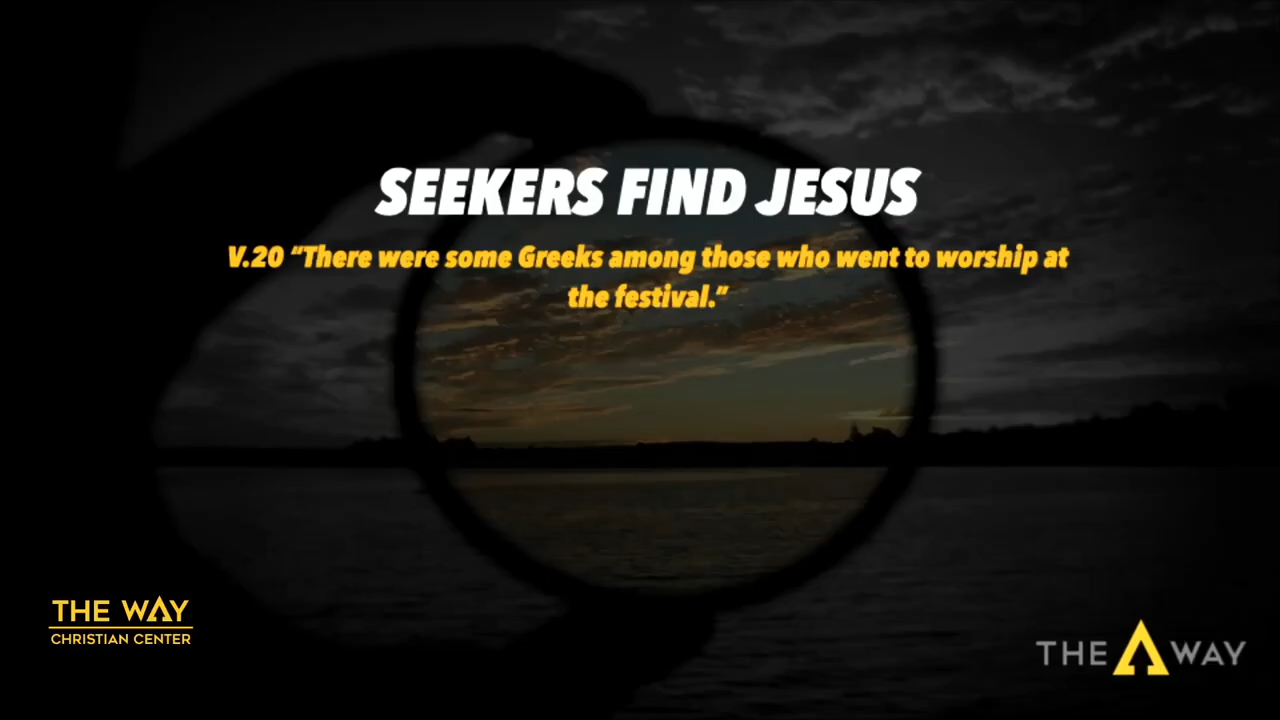 SEEKERS FIND JESUS
V.20 “There were some Greeks among those who went to worship at
the festival.”
THE WAY
CHRISTIAN CENTER
THE WAY